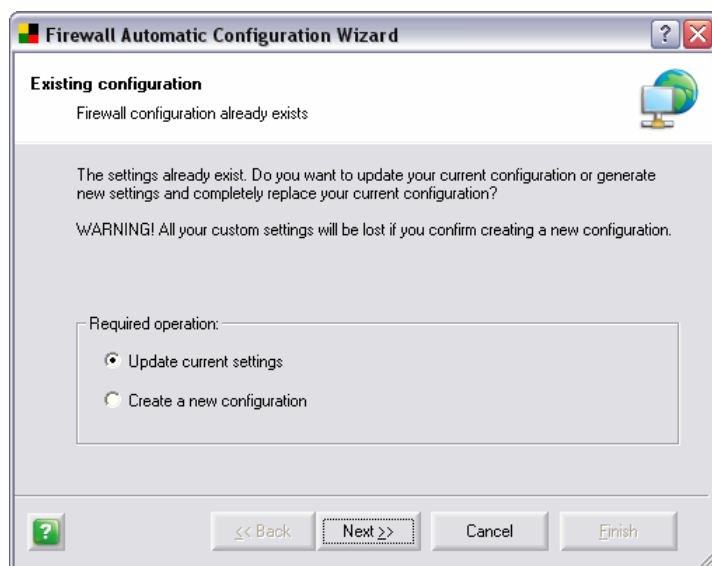 Firewall Automatic Configuration Wizard
?
Existing configuration
Firewall configuration already exists
The settings already exist. Do you want to update your current configuration or generate
new settings and completely replace your current configuration?
WARNING! All your custom settings will be lost if you confirm creating a new configuration.
Required operation:
Update current settings
Create a new configuration
?
<< Back
Next >>
Cancel
Finish